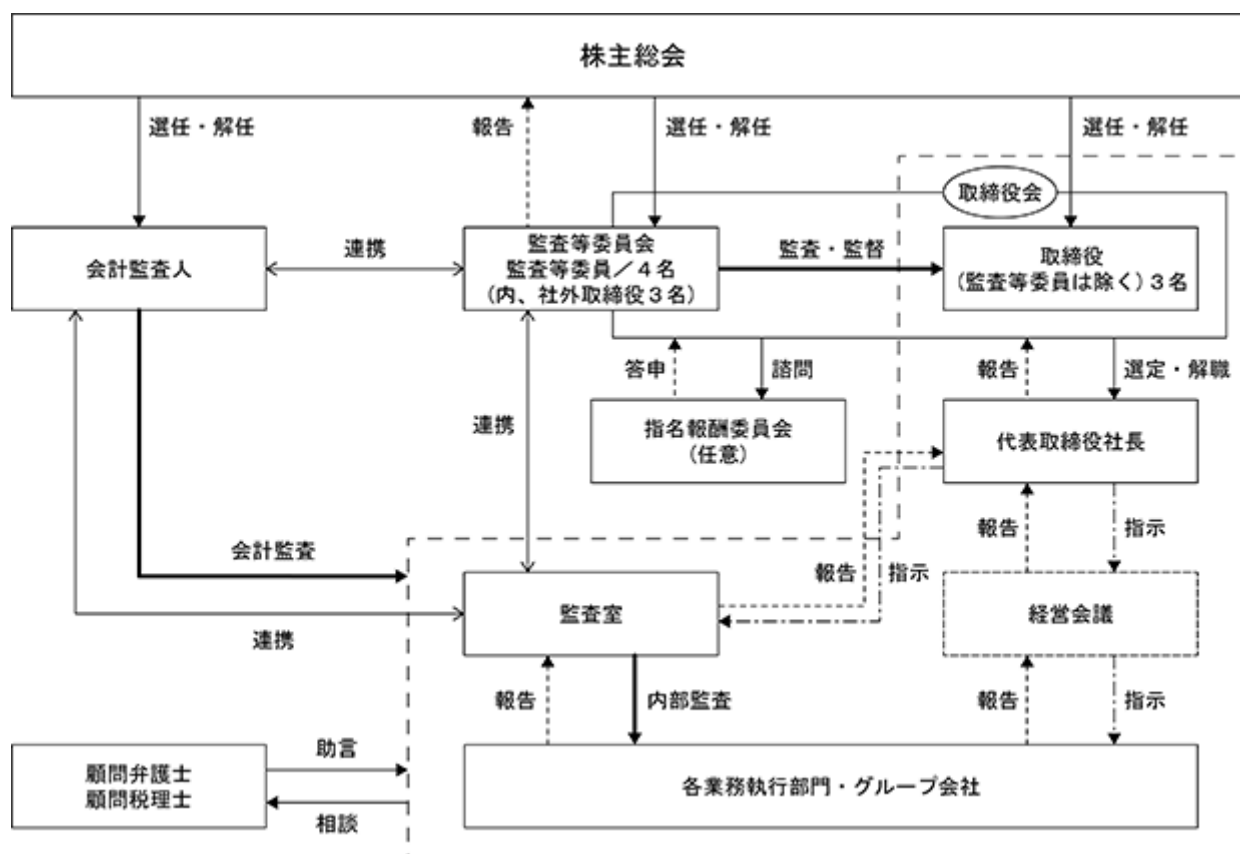 株主総会
選任・解任
報告
選任・解任
選任・解任
取締役会
会計監査人
連携
監査等委員会
監査等委員／４名
(内、社外取締役３名)
監査・監督
取締役
(監査等委員は除く)３名
答申
諮問
報告
選定・解職
連携
指名報酬委員会
(任意)
代表取締役社長
報告
指示
会計監査
報告
指示
監査室
経営会議
連携
報告
内部監査
報告
指示
助言
顧問弁護士
顧問税理士
各業務執行部門・グループ会社
相談